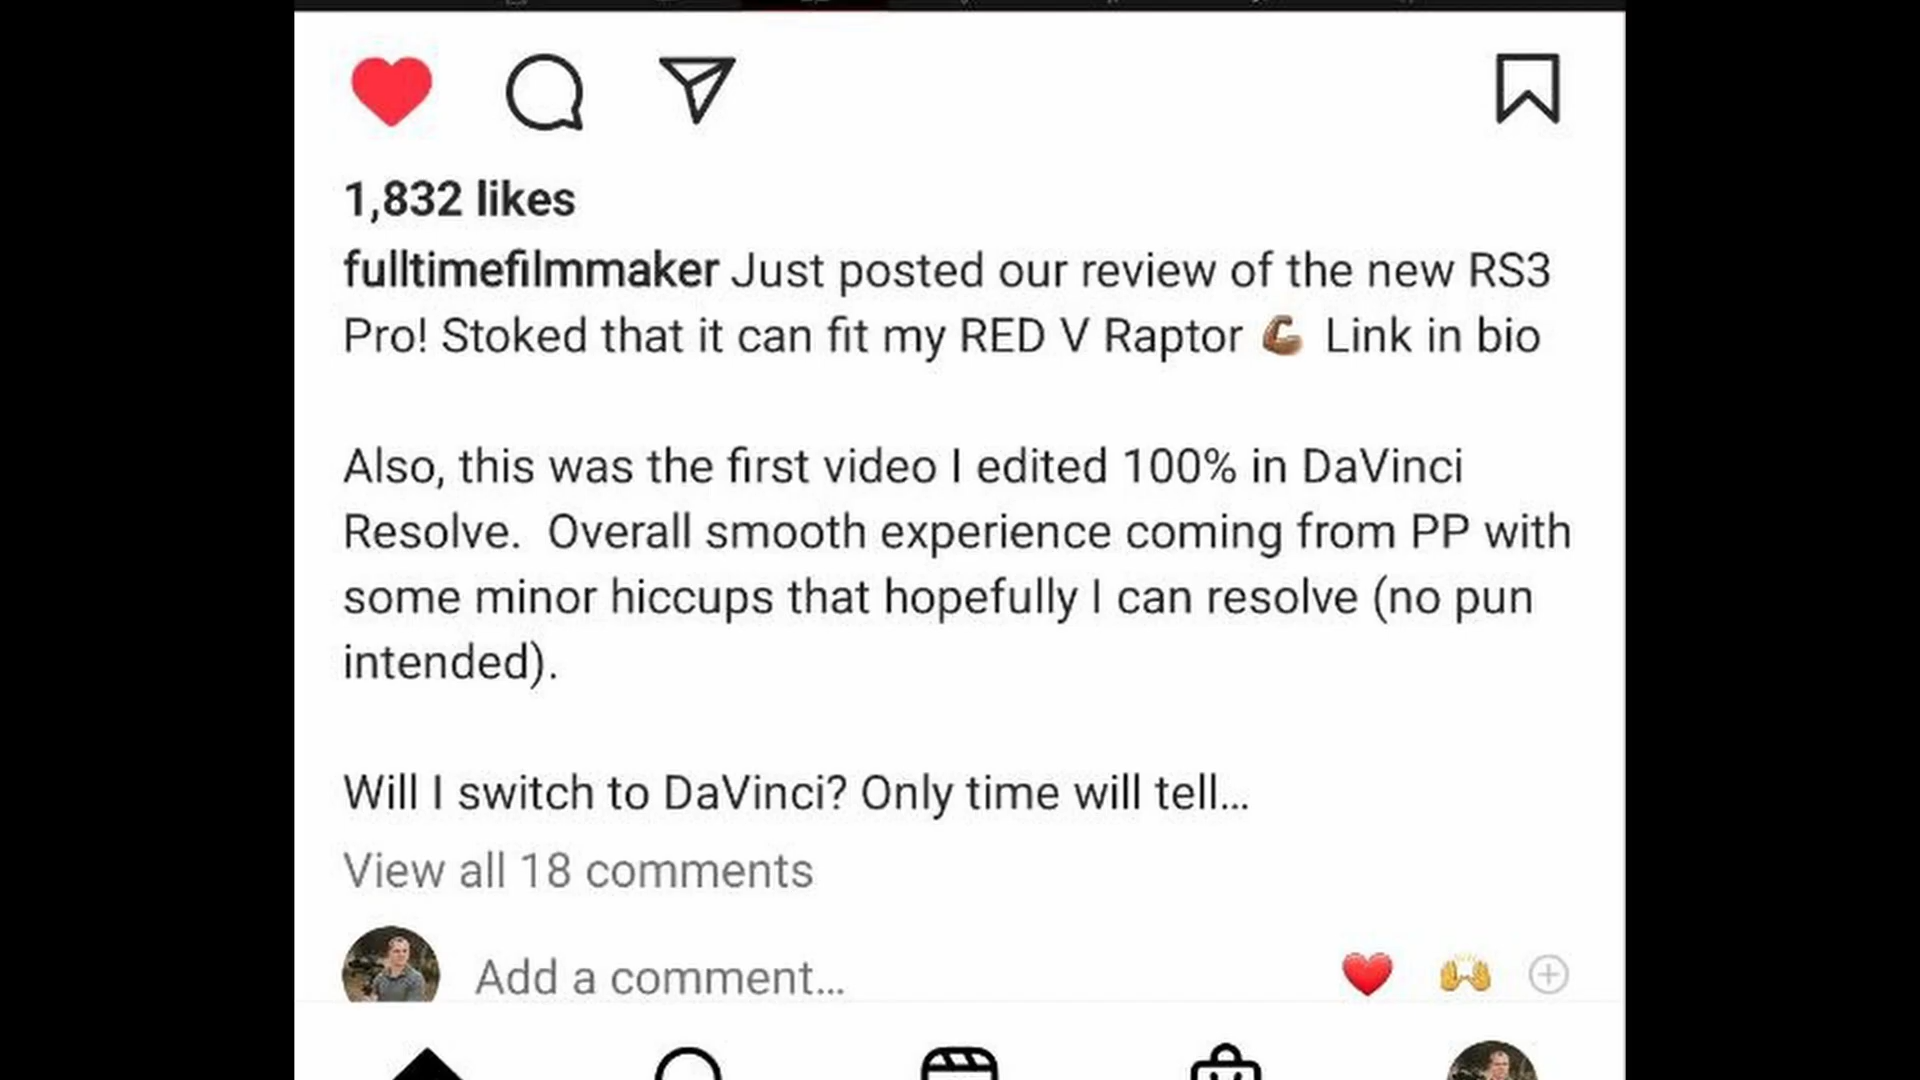 1,832 likes
fulltimefilmmaker Just posted our review of the new RS3
Pro! Stoked that it can fit my RED V Raptor 💪🏾 Link in bio
Also, this was the first video I edited 100% in DaVinci
Resolve.  Overall smooth experience coming from PP with
some minor hiccups that hopefully I can resolve (no pun
intended).
Will I switch to DaVinci? Only time will tell...
View all 18 comments
Add a comment...